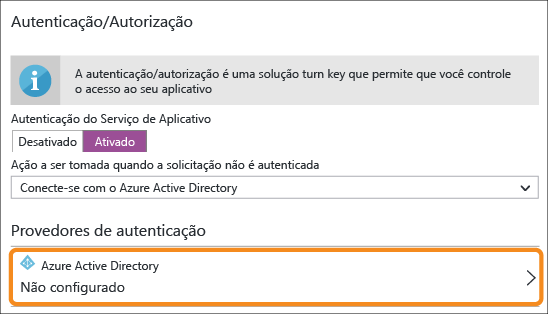 Autenticação/Autorização
A autenticação/autorização é uma solução turn key que permite que você controle
o acesso ao seu aplicativo
Autenticação do Serviço de Aplicativo
Desativado Ativado
Ação a ser tomada quando a solicitação não é autenticada
Conecte-se com o Azure Active Directory
Provedores de autenticação
Azure Active Directory
Não configurado